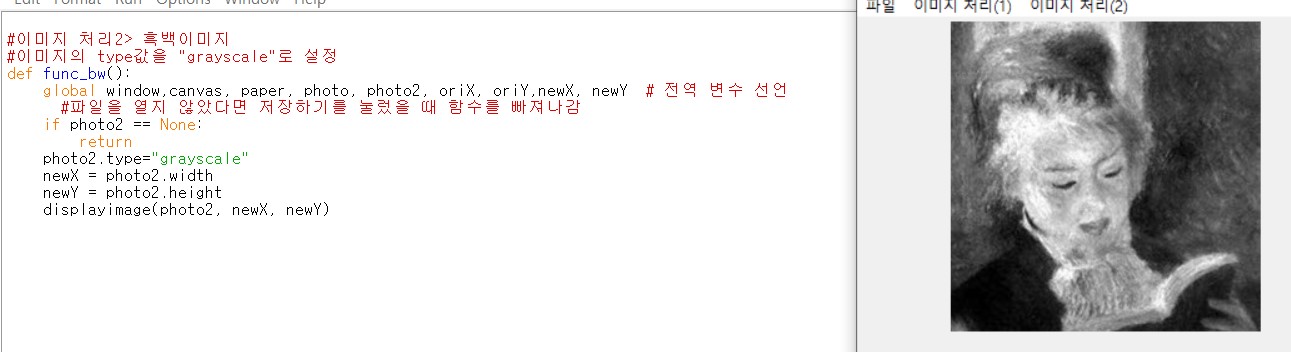 Edit Format Run Options Window Help
파일 이미지 처리(1) 이미지 처리(2)
#이미지 처리2> 흑백이미지
#이미지의 type값을 "grayscale"로 설정
def func_bw():
    global window,canvas, paper, photo, photo2, oriX, oriY,newX, newY  # 전역 변수 선언
      #파일을 열지 않았다면 저장하기를 눌렀을 때 함수를 빠져나감
    if photo2 == None:
        return
    photo2.type="grayscale"
    newX = photo2.width
    newY = photo2.height
    displayimage(photo2, newX, newY)